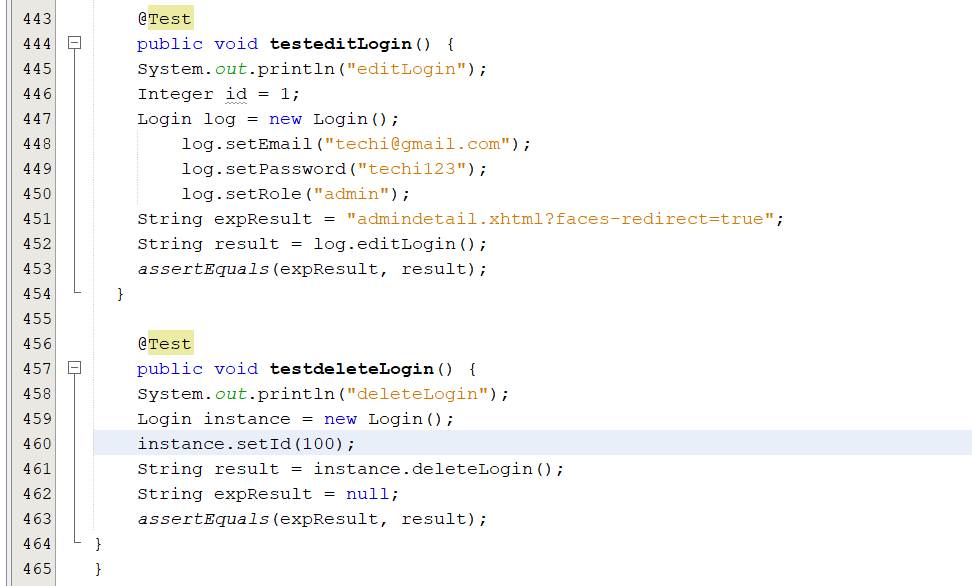 443 @Test
444 public void testeditLogin() {
445 System.out.println("editLogin");
446 Integer id = 1;
447 Login log = new Login();
448 log.setEmail("techi@gmail.com");
449 log.setPassword("techi123");
450 log.setRole("admin");
451 String expResult = "admindetail.xhtml?faces-redirect=true";
452 String result = log.editLogin();
453 assertEquals(expResult, result);
454 }
455
456 @Test
457 public void testdeleteLogin() {
458 System.out.println("deleteLogin");
459 Login instance = new Login();
460 instance.setId(100);
461 String result = instance.deleteLogin();
462 String expResult = null;
463 assertEquals(expResult, result);
464 }
465 }